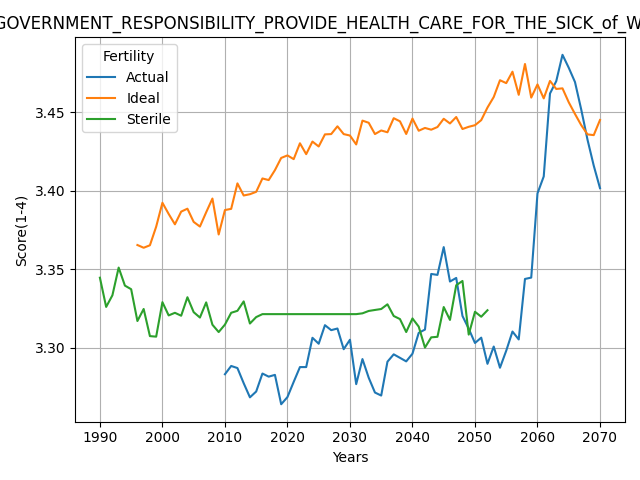 GOVERNMENT_RESPONSIBILITY_PROVIDE_HEALTH_CARE_FOR_THE_SICK_of_W
Fertility
Actual
Ideal
Sterile
3.45
3.40
3.35
3.30
Score(1-4)
1990 2000 2010 2020 2030 2040 2050 2060 2070
Years